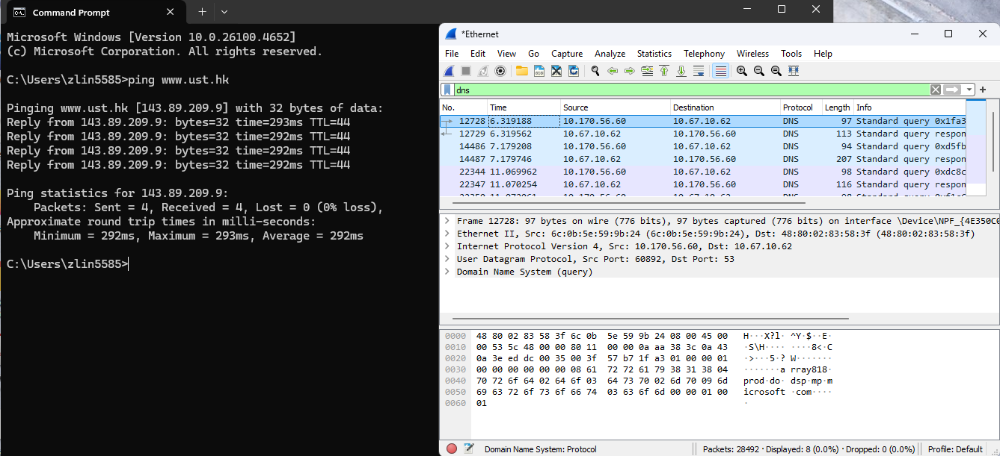 Command Prompt
Microsoft Windows [Version 10.0.26100.4652]
(c) Microsoft Corporation. All rights reserved.
C:\Users\zlin5585>ping www.ust.hk
Pinging www.ust.hk [143.89.209.9] with 32 bytes of data:
Reply from 143.89.209.9: bytes=32 time=293ms TTL=44
Reply from 143.89.209.9: bytes=32 time=292ms TTL=44
Reply from 143.89.209.9: bytes=32 time=292ms TTL=44
Reply from 143.89.209.9: bytes=32 time=292ms TTL=44
Ping statistics for 143.89.209.9:
Packets: Sent = 4, Received = 4, Lost = 0 (0% loss),
Approximate round trip times in milli-seconds:
Minimum = 292ms, Maximum = 293ms, Average = 292ms
C:\Users\zlin5585>
*Ethernet
File Edit View Go Capture Analyze Statistics Telephony Wireless Tools Help
dns
No. Time Source Destination Protocol Length Info
12728 6.319188 10.170.56.60 10.67.10.62 DNS 97 Standard query 0x1fa3
12729 6.319562 10.67.10.62 10.170.56.60 DNS 113 Standard query respon
14486 7.179208 10.170.56.60 10.67.10.62 DNS 94 Standard query 0xd5fb
14487 7.179746 10.67.10.62 10.170.56.60 DNS 207 Standard query respon
22344 11.069962 10.170.56.60 10.67.10.62 DNS 98 Standard query 0xdc8c
22347 11.070254 10.67.10.62 10.170.56.60 DNS 116 Standard query respon
Frame 12728: 97 bytes on wire (776 bits), 97 bytes captured (776 bits) on interface \Device\NPF_{4E350C
Ethernet II, Src: 6c:0b:5e:59:9b:24 (6c:0b:5e:59:9b:24), Dst: 48:80:02:83:58:3f (48:80:02:83:58:3f)
Internet Protocol Version 4, Src: 10.170.56.60, Dst: 10.67.10.62
User Datagram Protocol, Src Port: 60892, Dst Port: 53
Domain Name System (query)
0000 48 80 02 83 58 3f 6c 0b 5e 59 9b 24 08 00 45 00 H···X?l· ^Y·$··E·
0010 00 53 5c 48 00 00 80 11 00 00 0a aa 38 3c 0a 43 ·S\H···· ····8<·C
0020 0a 3e ed dc 00 35 00 3f 57 b7 1f a3 01 00 00 01 ·>···5·? W·······
0030 00 00 00 00 00 00 08 61 72 72 61 79 38 31 38 04 ·······a rray818·
0040 70 72 6f 64 02 64 6f 03 64 73 70 02 6d 70 09 6d prod·do· dsp·mp·m
0050 69 63 72 6f 73 6f 66 74 03 63 6f 6d 00 00 01 00 icrosoft ·com····
0060 01 ·
Domain Name System: Protocol
Packets: 28492 · Displayed: 8 (0.0%) · Dropped: 0 (0.0%)
Profile: Default